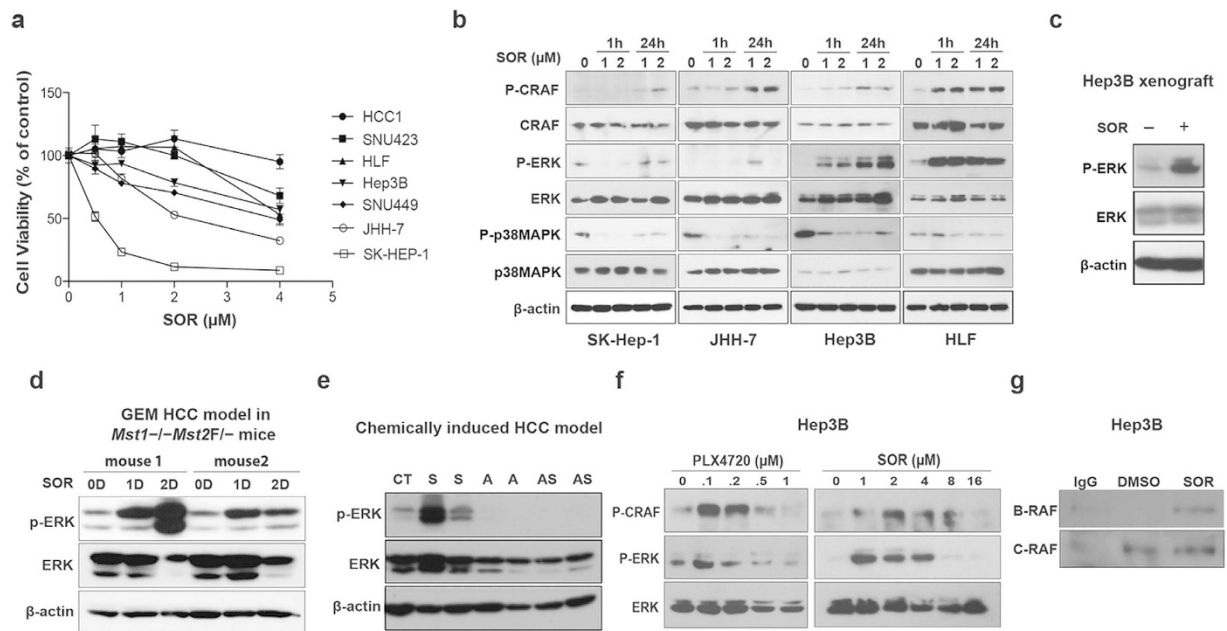 a
Cell Viability (% of control)
150
100
50
0
0 1 2 3 4 5
SOR (μM)
HCC1
SNU423
HLF
Hep3B
SNU449
JHH-7
SK-HEP-1
b
1h 24h 1h 24h 1h 24h 1h 24h
SOR (μM) 0 1 2 1 2 0 1 2 1 2 0 1 2 1 2 0 1 2 1 2
P-CRAF
CRAF
P-ERK
ERK
P-p38MAPK
p38MAPK
β-actin
SK-Hep-1 JHH-7 Hep3B HLF
c
Hep3B xenograft
SOR − +
P-ERK
ERK
β-actin
d
GEM HCC model in
Mst1−/−Mst2F/− mice
mouse 1 mouse2
SOR 0D 1D 2D 0D 1D 2D
p-ERK
ERK
β-actin
e
Chemically induced HCC model
CT S S A A AS AS
p-ERK
ERK
β-actin
f
Hep3B
PLX4720 (μM) SOR (μM)
0 .1 .2 .5 1 0 1 2 4 8 16
P-CRAF
P-ERK
ERK
g
Hep3B
IgG DMSO SOR
B-RAF
C-RAF